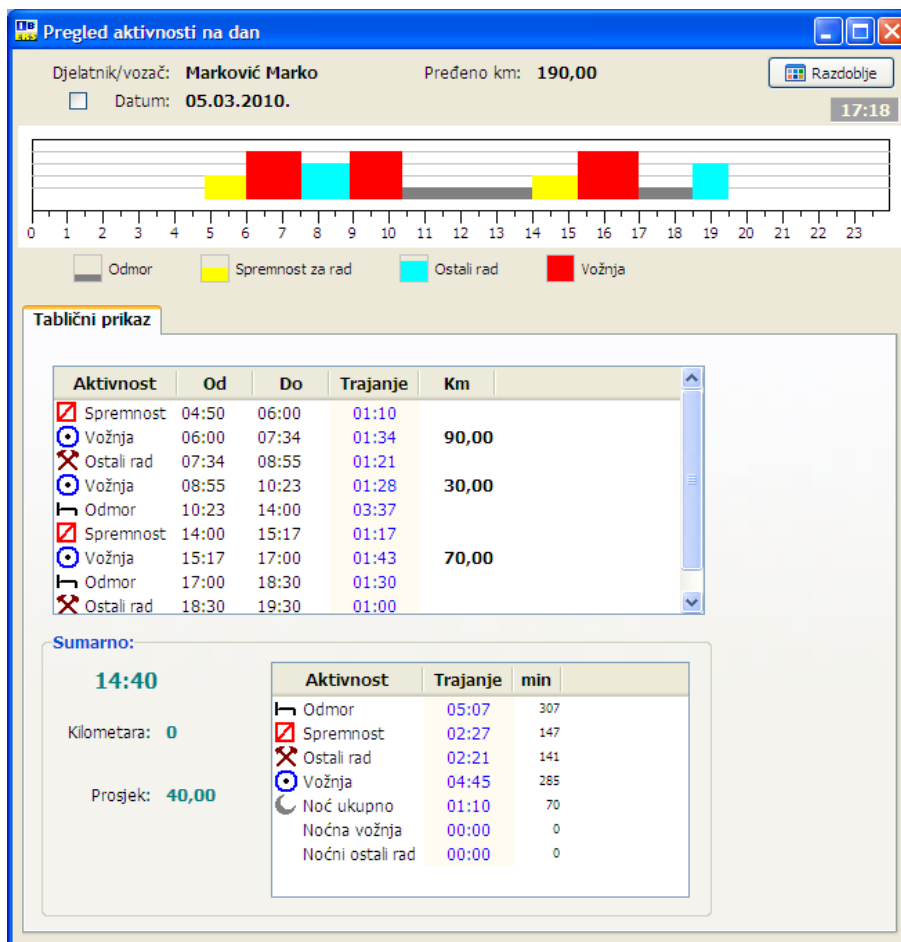 Pregled aktivnosti na dan
Djelatnik/vozač: Marković Marko Pređeno km: 190,00 Razdoblje
Datum: 05.03.2010.
17:18
0 1 2 3 4 5 6 7 8 9 10 11 12 13 14 15 16 17 18 19 20 21 22 23
Odmor Spremnost za rad Ostali rad Vožnja
Tablični prikaz
Aktivnost Od Do Trajanje Km
Spremnost 04:50 06:00 01:10
Vožnja 06:00 07:34 01:34 90,00
Ostali rad 07:34 08:55 01:21
Vožnja 08:55 10:23 01:28 30,00
Odmor 10:23 14:00 03:37
Spremnost 14:00 15:17 01:17
Vožnja 15:17 17:00 01:43 70,00
Odmor 17:00 18:30 01:30
Ostali rad 18:30 19:30 01:00
Sumarno:
14:40
Kilometara: 0
Prosjek: 40,00
Aktivnost Trajanje min
Odmor 05:07 307
Spremnost 02:27 147
Ostali rad 02:21 141
Vožnja 04:45 285
Noć ukupno 01:10 70
Noćna vožnja 00:00 0
Noćni ostali rad 00:00 0